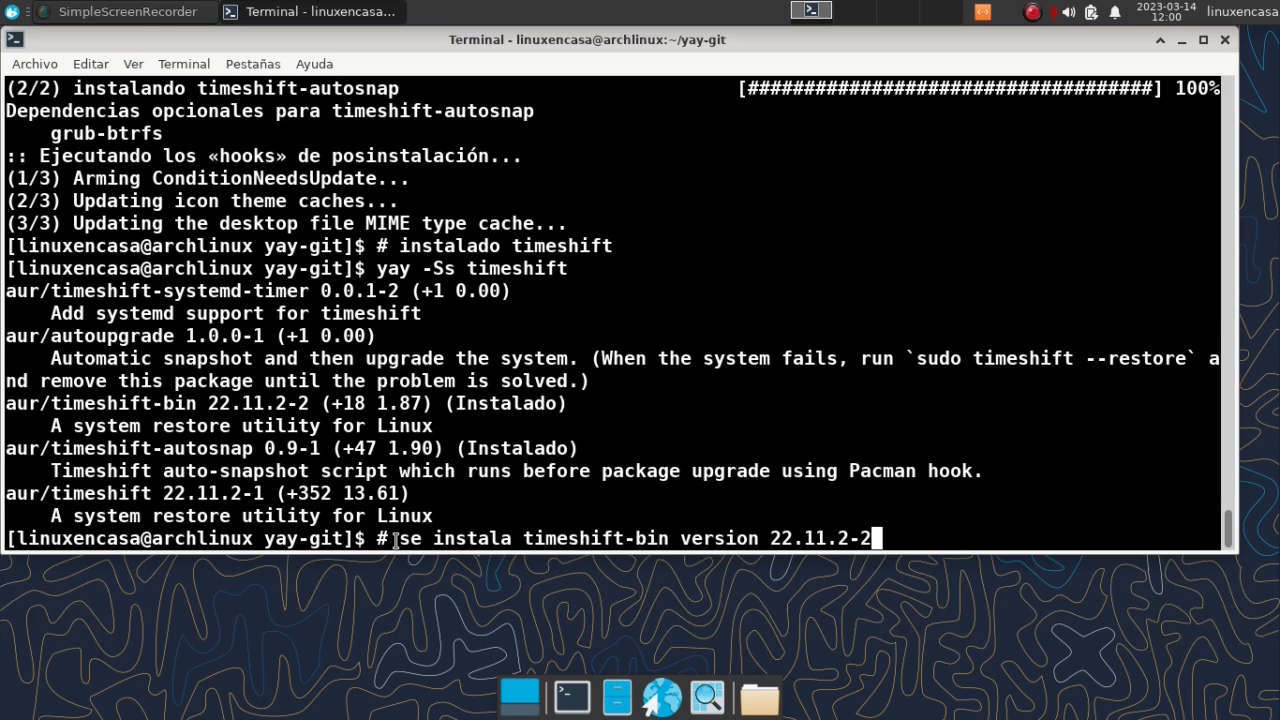 SimpleScreenRecorder
Terminal - linuxencasa...
2023-03-14
12:00
linuxencasa
Terminal - linuxencasa@archlinux:~/yay-git
Archivo Editar Ver Terminal Pestañas Ayuda
(2/2) instalando timeshift-autosnap [####################################] 100%
Dependencias opcionales para timeshift-autosnap
grub-btrfs
:: Ejecutando los «hooks» de posinstalación...
(1/3) Arming ConditionNeedsUpdate...
(2/3) Updating icon theme caches...
(3/3) Updating the desktop file MIME type cache...
[linuxencasa@archlinux yay-git]$ # instalado timeshift
[linuxencasa@archlinux yay-git]$ yay -Ss timeshift
aur/timeshift-systemd-timer 0.0.1-2 (+1 0.00)
Add systemd support for timeshift
aur/autoupgrade 1.0.0-1 (+1 0.00)
Automatic snapshot and then upgrade the system. (When the system fails, run `sudo timeshift --restore` a
nd remove this package until the problem is solved.)
aur/timeshift-bin 22.11.2-2 (+18 1.87) (Instalado)
A system restore utility for Linux
aur/timeshift-autosnap 0.9-1 (+47 1.90) (Instalado)
Timeshift auto-snapshot script which runs before package upgrade using Pacman hook.
aur/timeshift 22.11.2-1 (+352 13.61)
A system restore utility for Linux
[linuxencasa@archlinux yay-git]$ # se instala timeshift-bin version 22.11.2-2